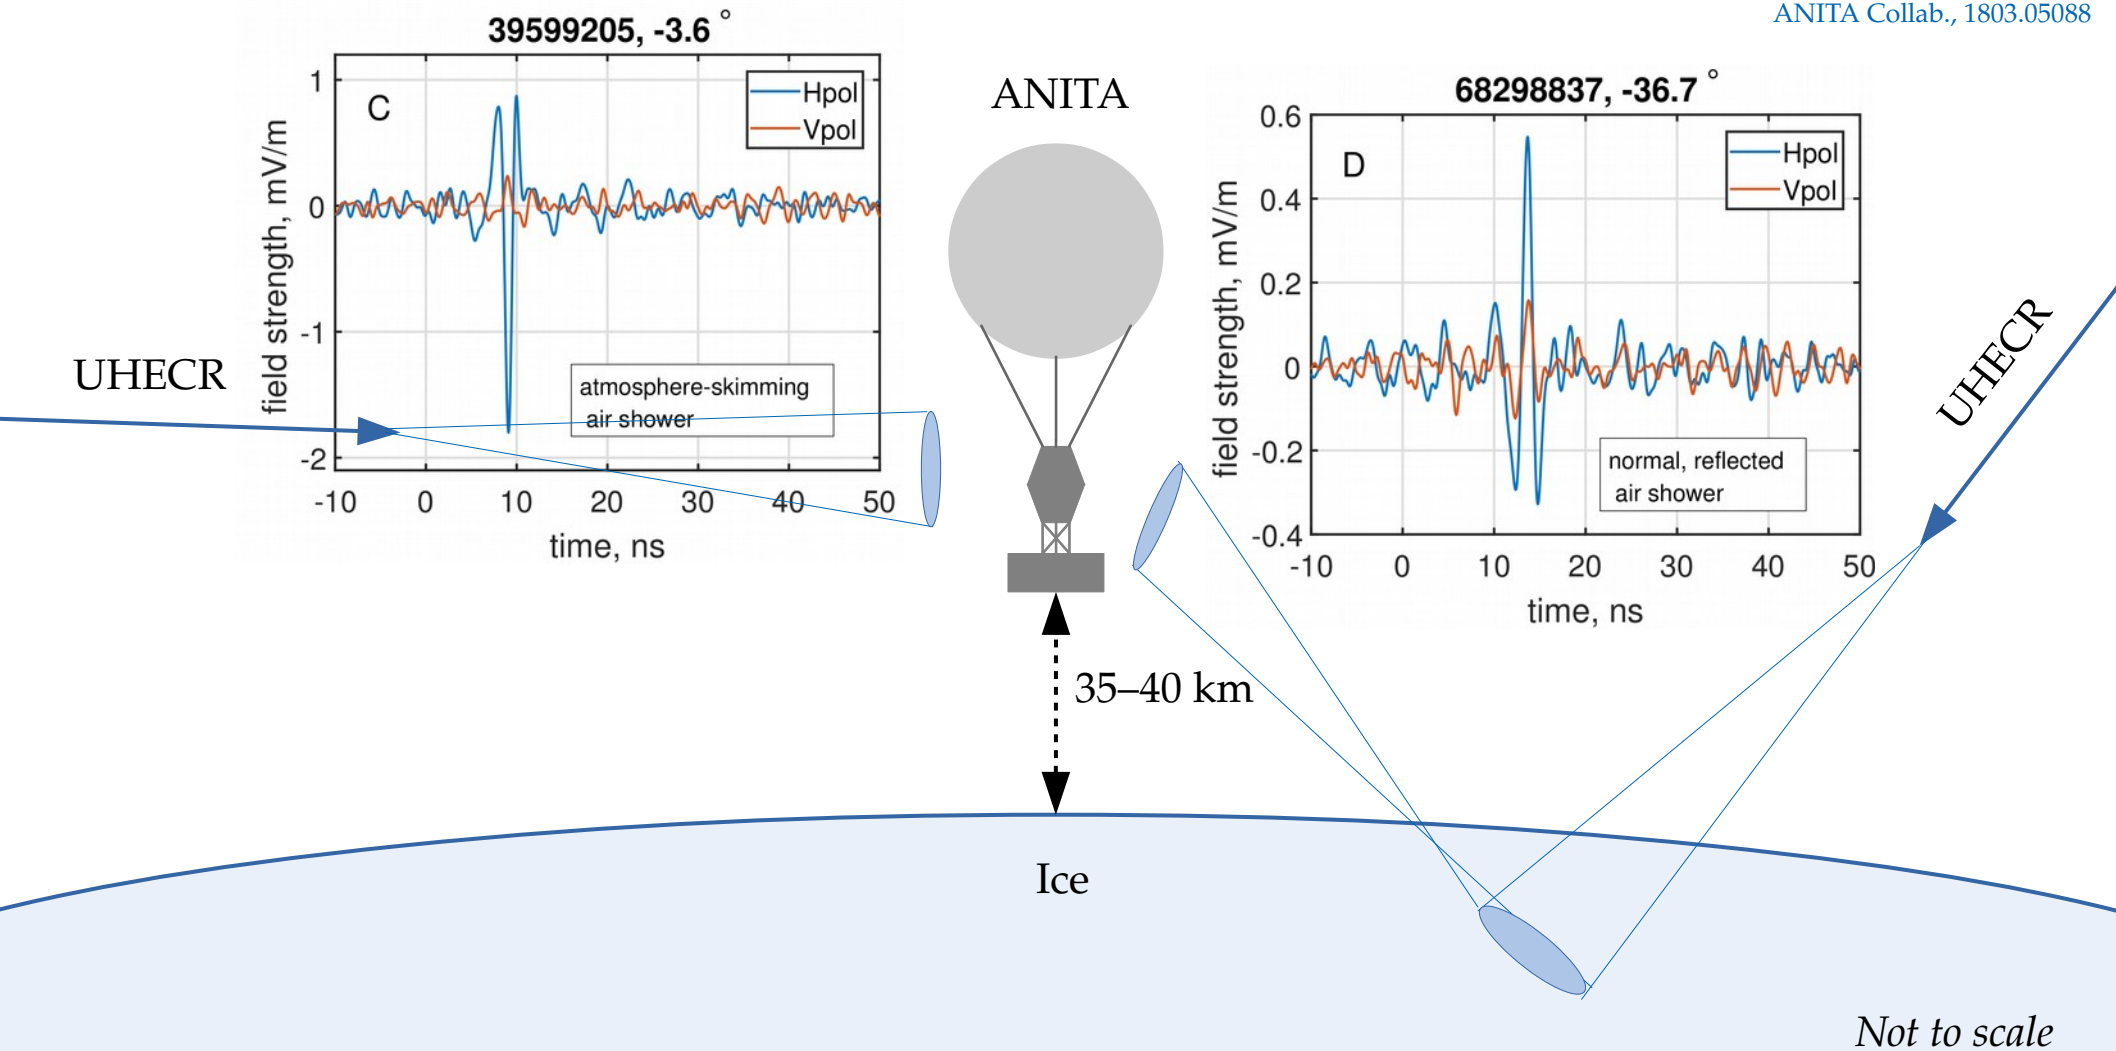 ANITA Collab., 1803.05088
39599205, -3.6 °
C
Hpol
Vpol
field strength, mV/m
1
0
-1
-2
atmosphere-skimming
air shower
-10 0 10 20 30 40 50
time, ns
UHECR
ANITA
68298837, -36.7 °
D
Hpol
Vpol
field strength, mV/m
0.6
0.4
0.2
0
-0.2
-0.4
normal, reflected
air shower
-10 0 10 20 30 40 50
time, ns
UHECR
35–40 km
Ice
Not to scale